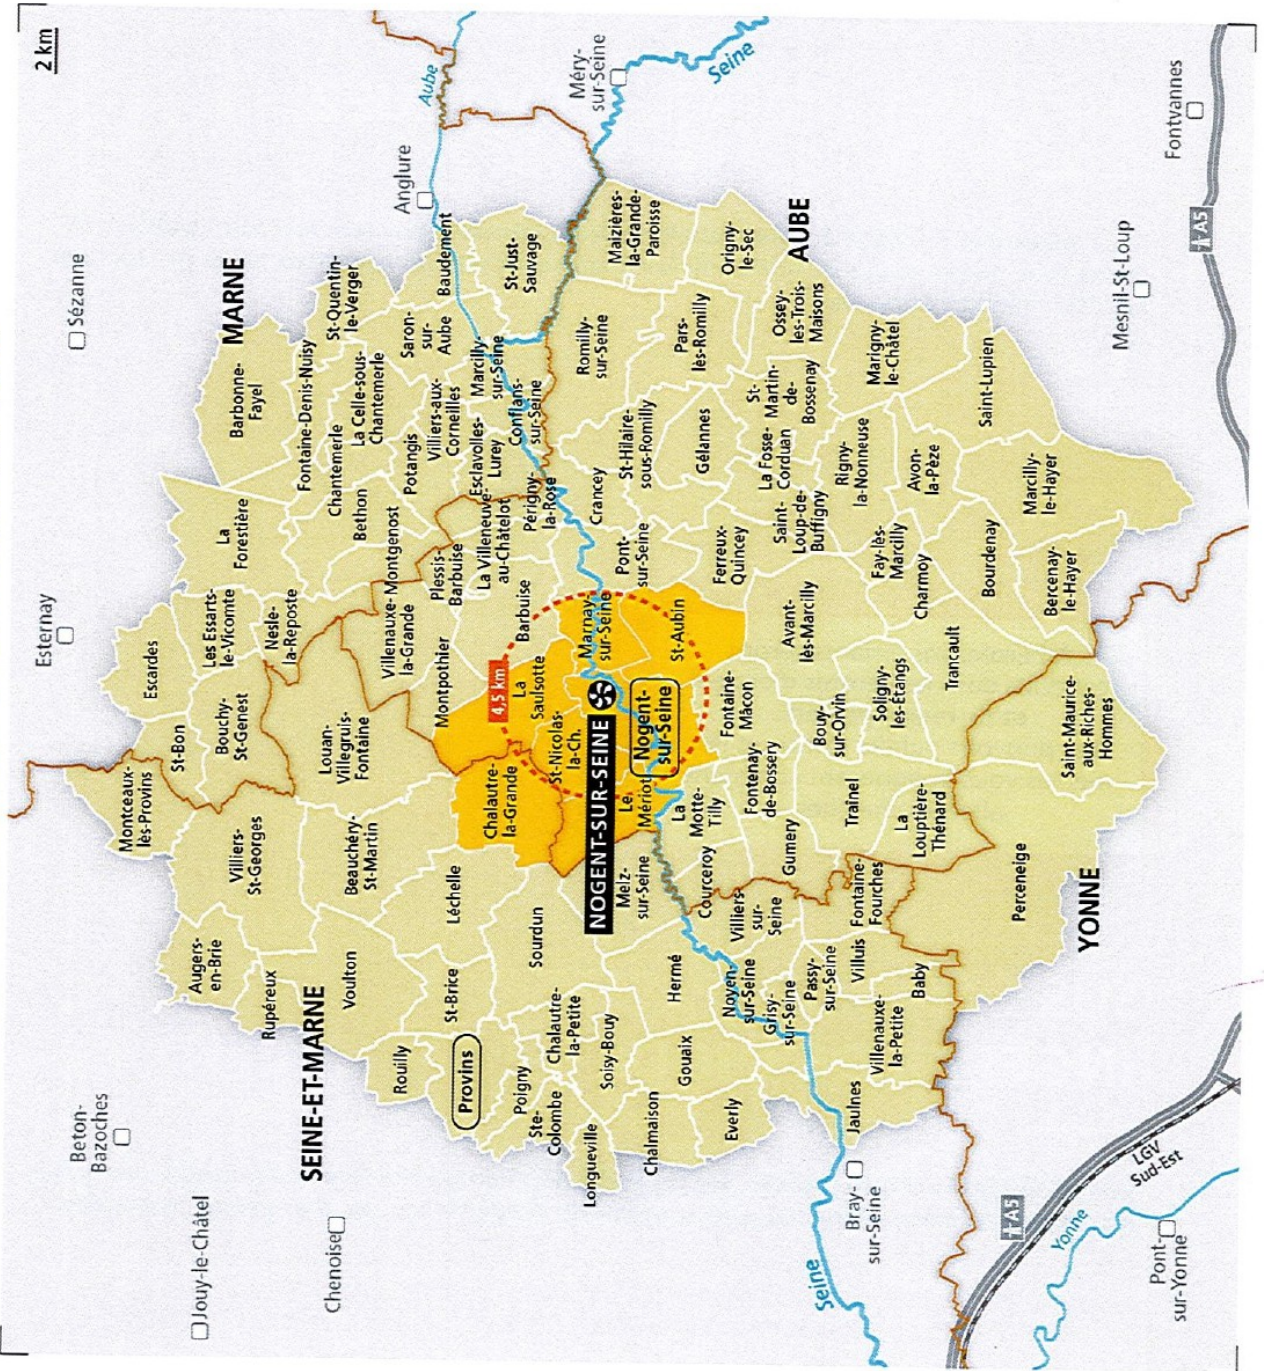 2 km
Esternay
Sézanne
Beton-
Bazoches
Jouy-le-Châtel
Montceaux-
lès-Provins
Escardes
St-Bon
Les Essarts-
le-Vicomte
Bouchy-
St-Genest
Augers-
en-Brie
Villiers-
St-Georges
La
Forestière
Barbonne-
Fayel
MARNE
Nesle-
la-Reposte
Rupéreux
Fontaine-Denis-Nuisy
SEINE-ET-MARNE
Chenoise
Louan-
Villegruis-
Fontaine
Chantemerle
St-Quentin-
le-Verger
Voulton
Beauchéry-
St-Martin
Bethon
La Celle-sous-
Chantemerle
Villenauxe-
la-Grande
Montgenost
Potangis
Rouilly
Saron-
sur-
Aube
Anglure
Aube
Villiers-aux-
Corneilles
Baudement
Plessis-
Barbuise
Montpothier
St-Brice
Léchelle
Provins
Esclavolles-
Lurey
Marcilly-
sur-Seine
La Villeneuve-
au-Châtelot
4,5 km
Chalautre-
la-Grande
La
Saulsotte
Barbuise
Conflans-
sur-Seine
St-Just-
Sauvage
Périgny-
la-Rose
Poigny
Sourdun
Ste-
Colombe
Chalautre-
la-Petite
St-Nicolas-
la-Ch.
Longueville
Marnay-
sur-Seine
Crancey
Romilly-
sur-Seine
Méry-
sur-Seine
NOGENT-SUR-SEINE
Soisy-Bouy
Le
Mériot
Melz-
sur-Seine
Nogent-
sur-Seine
Pont-
sur-Seine
St-Hilaire-
sous-Romilly
Maizières-
la-Grande-
Paroisse
Chalmaison
Hermé
Gouaix
St-Aubin
La
Motte-
Tilly
Courceroy
Pars-
lès-Romilly
Gélannes
Seine
Everly
Noyen-
sur-Seine
Villiers-
sur-
Seine
Fontaine-
Mâcon
Ferreux-
Quincey
Origny-
le-Sec
Fontenay-
de-Bossery
Grisy-
sur-Seine
Gumery
Avant-
lès-Marcilly
Saint-
Loup-de-
Buffigny
La Fosse-
Corduan
St-
Martin-
de-
Bossenay
Ossey-
les-Trois-
Maisons
AUBE
Passy-
sur-Seine
Bouy-
sur-Orvin
Seine
Bray-
sur-Seine
Jaulnes
Villuis
Fontaine-
Fourches
Traînel
Rigny-
la-Nonneuse
Villenauxe-
la-Petite
Soligny-
les-Étangs
Fay-les-
Marcilly
Marigny-
le-Châtel
Baby
La
Louptière-
Thénard
Charmoy
Avon-
la-Pèze
Trancault
Bourdenay
Saint-Lupien
Perceneige
Marcilly-
le-Hayer
Bercenay-
le-Hayer
Saint-Maurice-
aux-Riches-
Hommes
YONNE
A5
Yonne
LGV
Sud-Est
Pont-
sur-Yonne
Mesnil-St-Loup
Fontvannes
A5